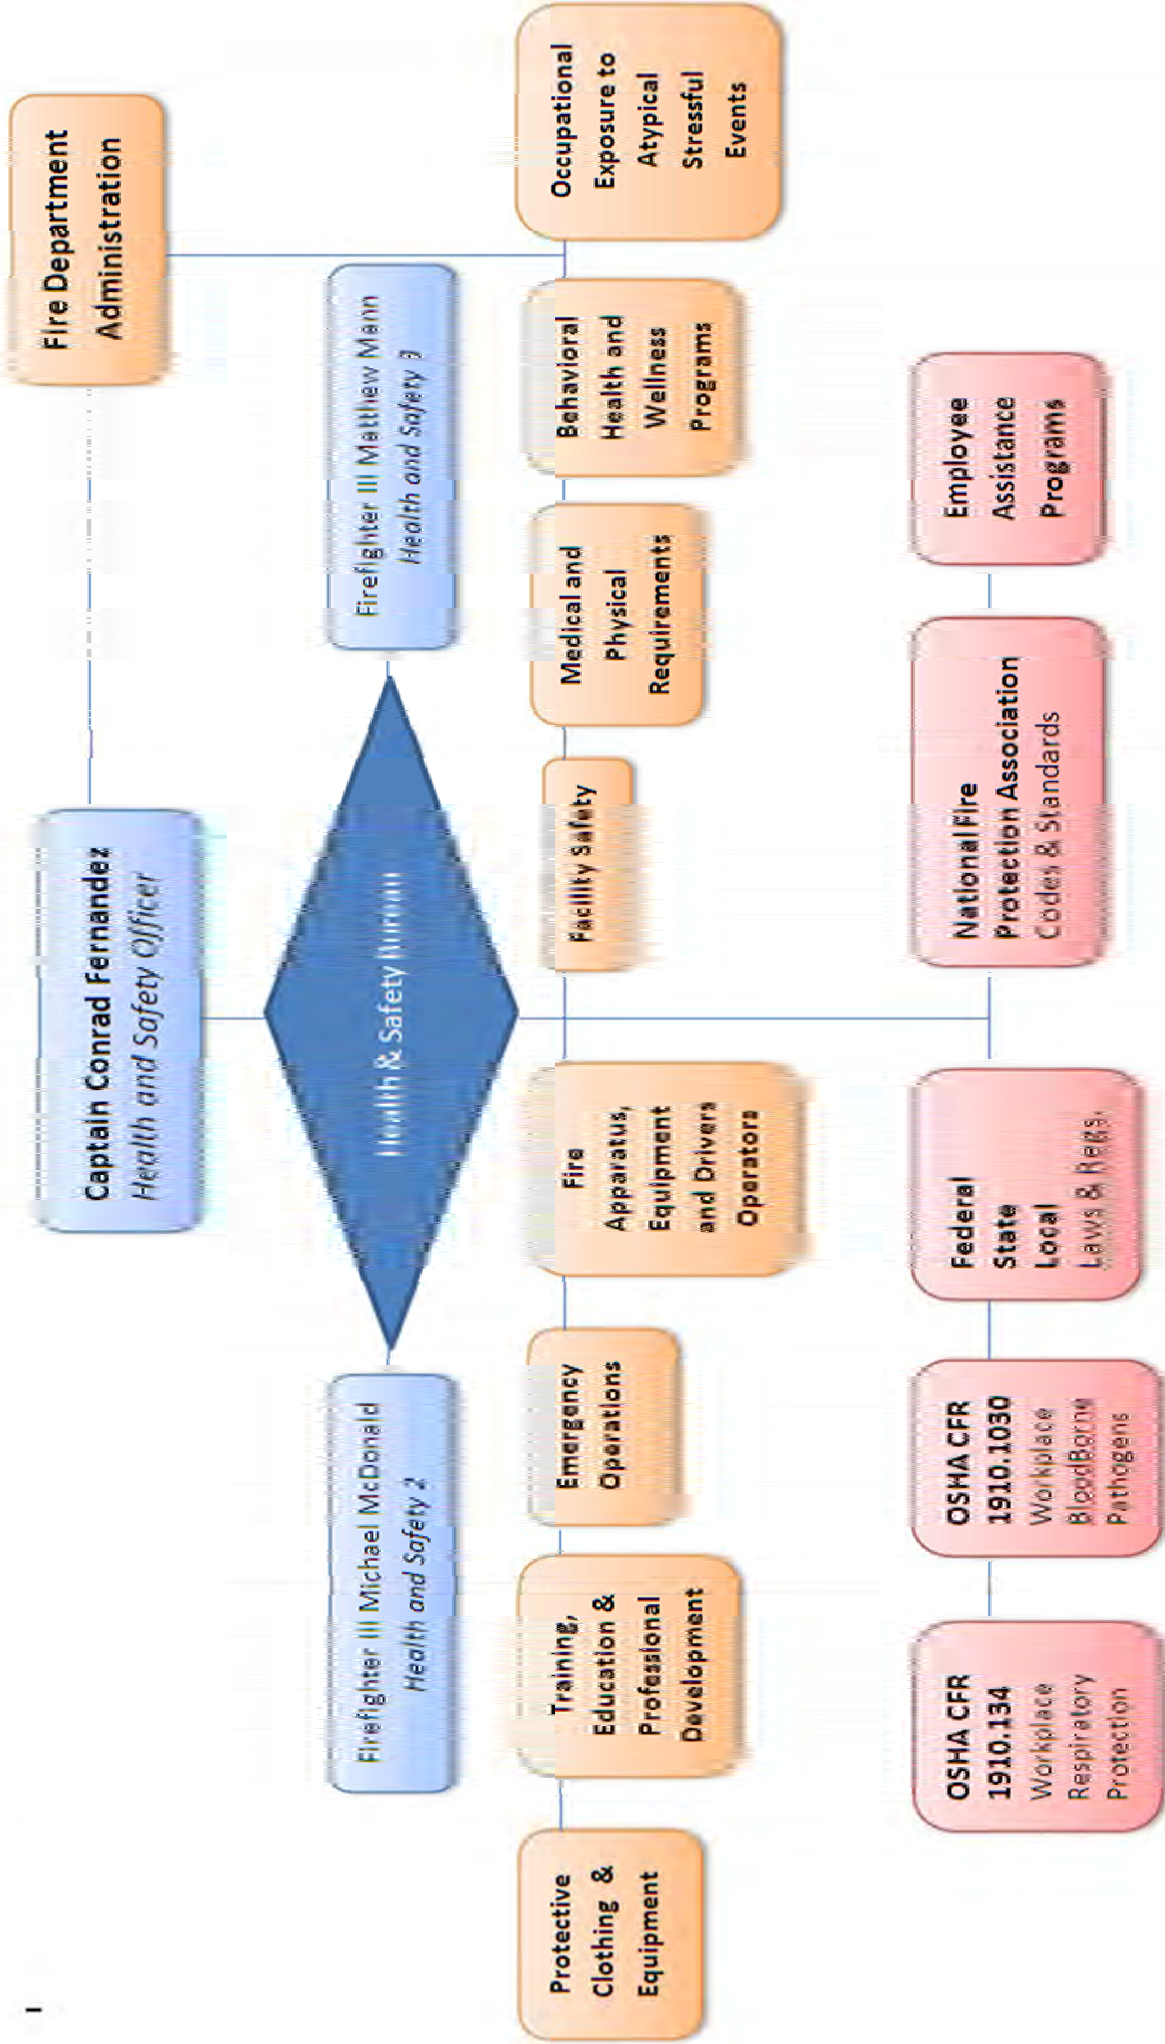 Captain Conrad Fernandez
Health and Safety Officer
Fire Department
Administration
Firefighter III Michael McDonald
Health and Safety 2
Health & Safety
Firefighter III Matthew Mann
Health and Safety 3
Protective
Clothing &
Equipment
Training,
Education &
Professional
Development
Emergency
Operations
Fire
Apparatus,
Equipment
and Drivers
Operators
Facility Safety
Medical and
Physical
Requirements
Behavioral
Health and
Wellness
Programs
Occupational
Exposure to
Atypical
Stressful
Events
OSHA CFR
1910.134
Workplace
Respiratory
Protection
OSHA CFR
1910.1030
Workplace
BloodBorne
Pathogens
Federal
State
Local
Laws & Regs.
National Fire
Protection Association
Codes & Standards
Employee
Assistance
Programs